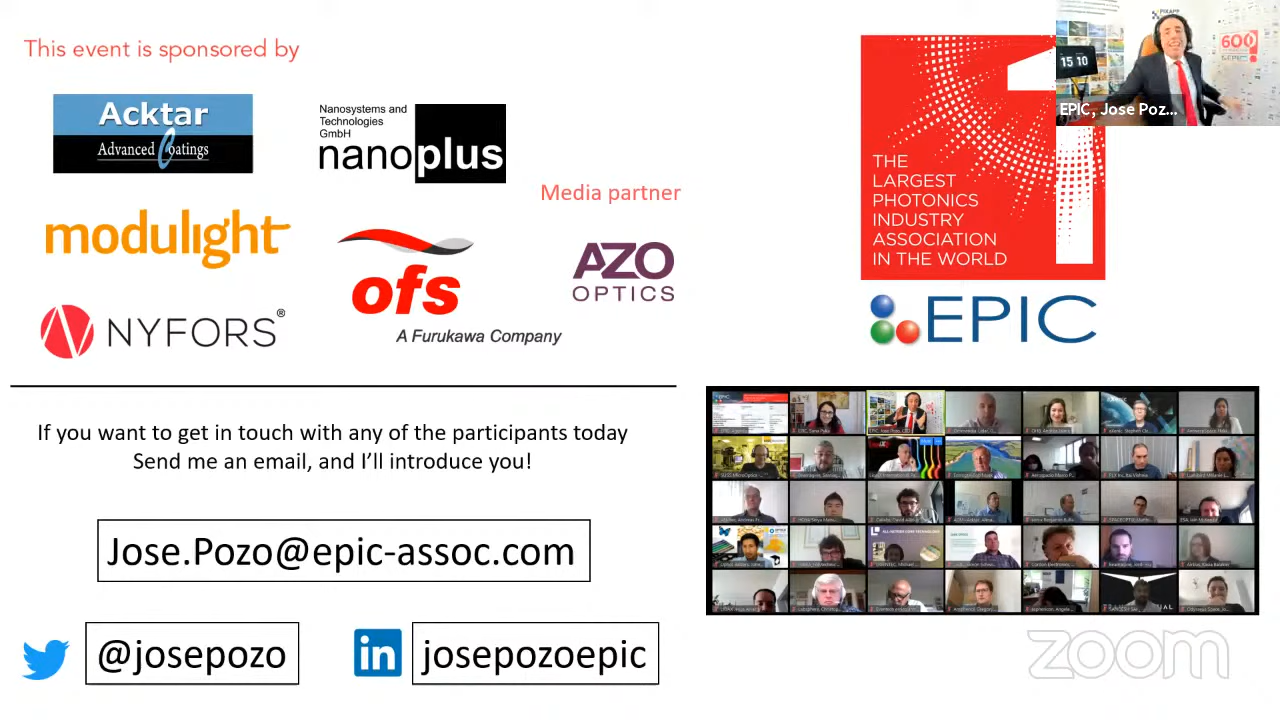 This event is sponsored by
Acktar
Advanced Coatings
Nanosystems and
Technologies
GmbH
nanoplus
Media partner
modulight
ofs
A Furukawa Company
AZO
OPTICS
NYFORS®
THE
LARGEST
PHOTONICS
INDUSTRY
ASSOCIATION
IN THE WORLD
EPIC
15 10
600
EPIC, Jose Poz...
If you want to get in touch with any of the participants today
Send me an email, and I'll introduce you!
Jose.Pozo@epic-assoc.com
@josepozo
in
josepozoepic
zoom